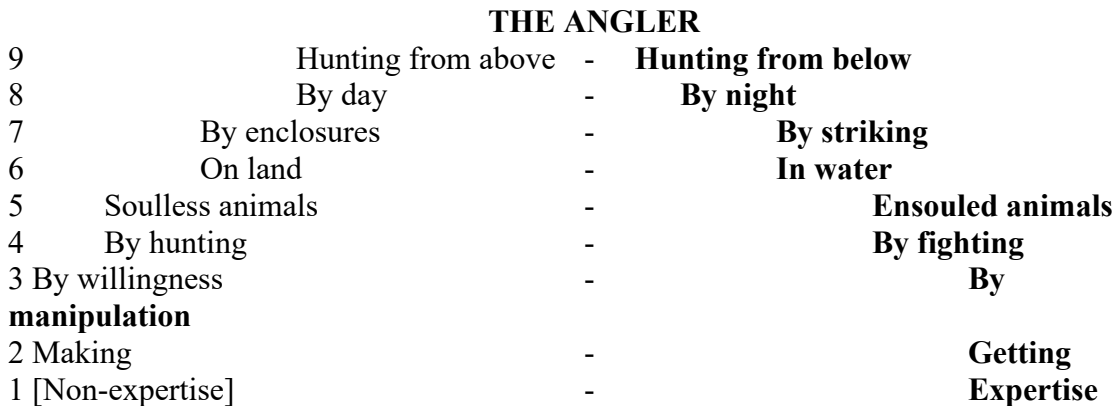 THE ANGLER
9 Hunting from above - Hunting from below
8 By day - By night
7 By enclosures - By striking
6 On land - In water
5 Soulless animals - Ensouled animals
4 By hunting - By fighting
3 By willingness - By
manipulation
2 Making - Getting
1 [Non-expertise] - Expertise